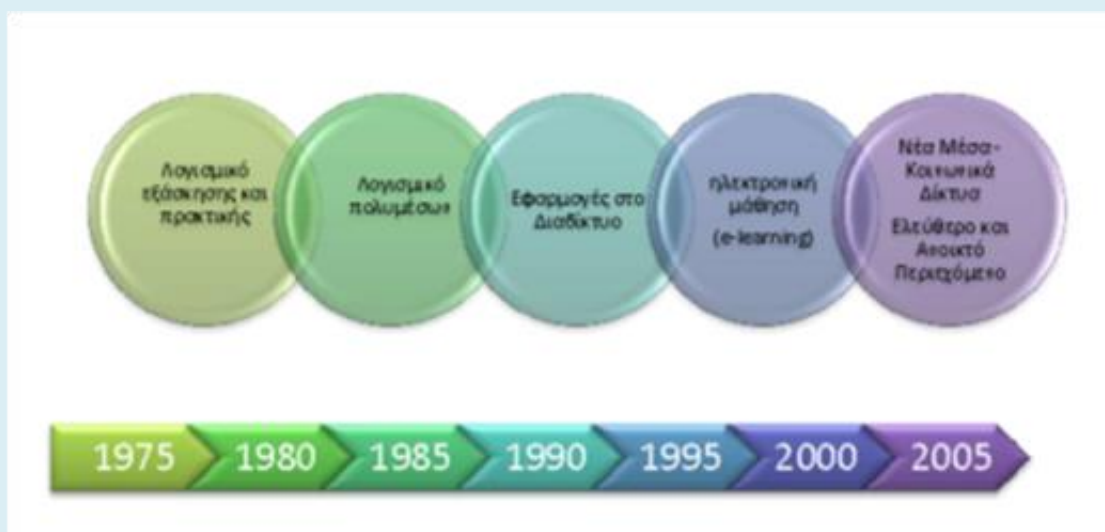 Λογισμικό
εξάσκησης και
πρακτικής
Λογισμικό
πολυμέσων
Εφαρμογές στο
Διαδίκτυο
ηλεκτρονική
μάθηση
(e-learning)
Νέα Μέσα-
Κοινωνικά
Δίκτυα
Ελεύθερο και
Ανοικτό
Περιεχόμενο
1975
1980
1985
1990
1995
2000
2005